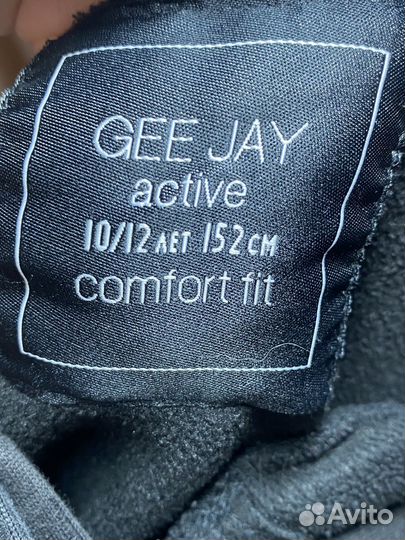 GEE JAY
active
10/12 ЛЕТ 152 СМ
comfort fit
Avito